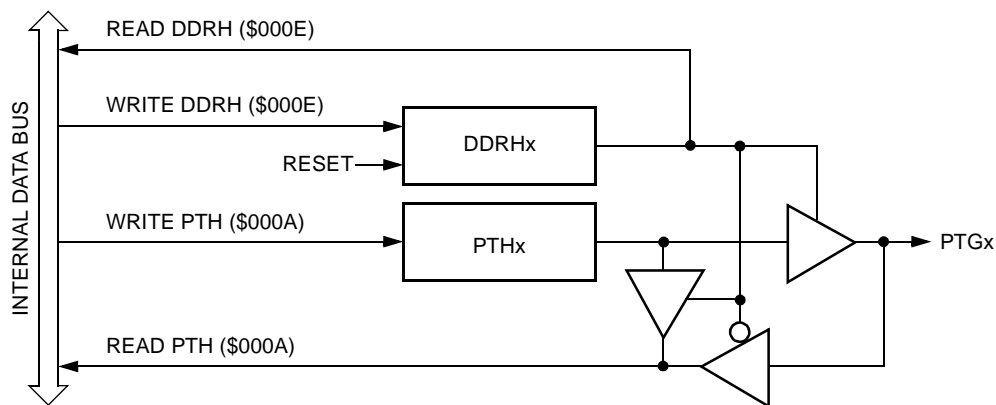 READ DDRH ($000E)
WRITE DDRH ($000E)
DDRHx
RESET
INTERNAL DATA BUS
WRITE PTH ($000A)
PTHx
PTGx
READ PTH ($000A)